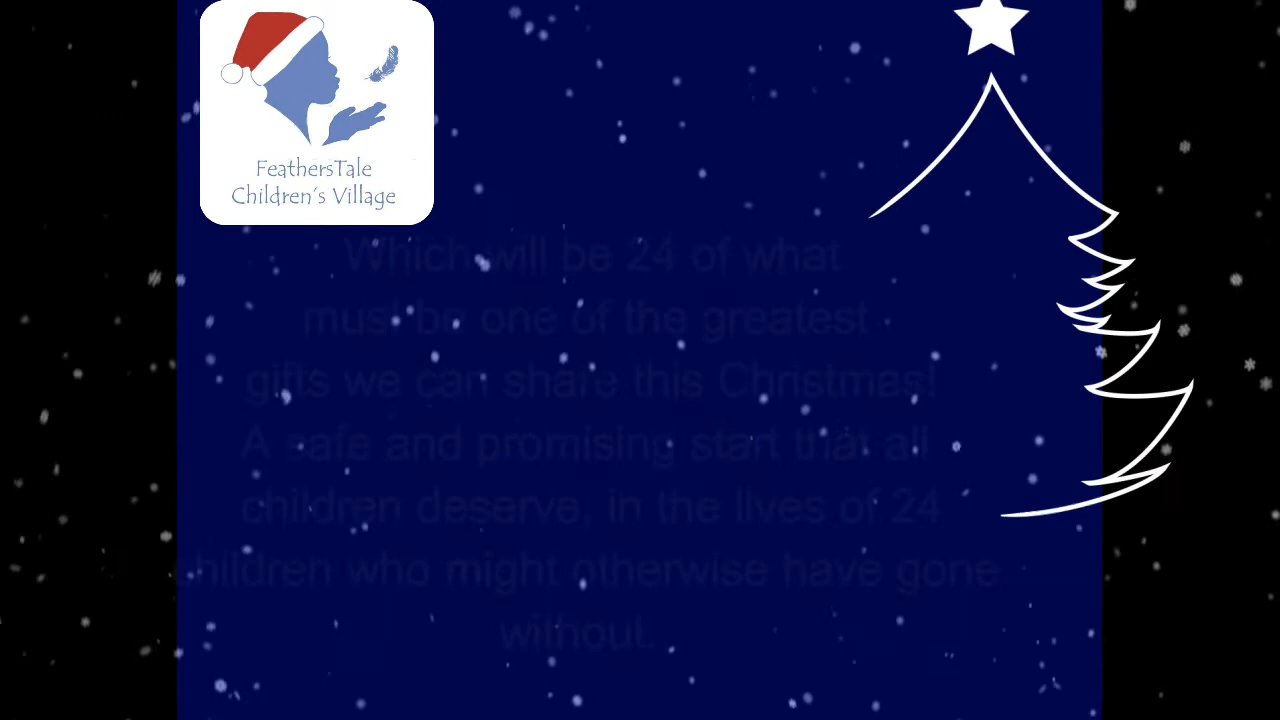 FeathersTale
Children's Village
Which will be 24 of what
must be one of the greatest
gifts we can share this Christmas!
A safe and promising start that all
children deserve, in the lives of 24
children who might otherwise have gone
without.